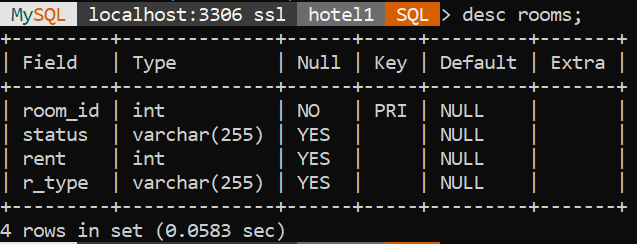 MySQL localhost:3306 ssl hotel1 SQL > desc rooms;
+---------+--------------+------+-----+---------+-------+
| Field   | Type         | Null | Key | Default | Extra |
+---------+--------------+------+-----+---------+-------+
| room_id | int          | NO   | PRI | NULL    |       |
| status  | varchar(255) | YES  |     | NULL    |       |
| rent    | int          | YES  |     | NULL    |       |
| r_type  | varchar(255) | YES  |     | NULL    |       |
+---------+--------------+------+-----+---------+-------+
4 rows in set (0.0583 sec)